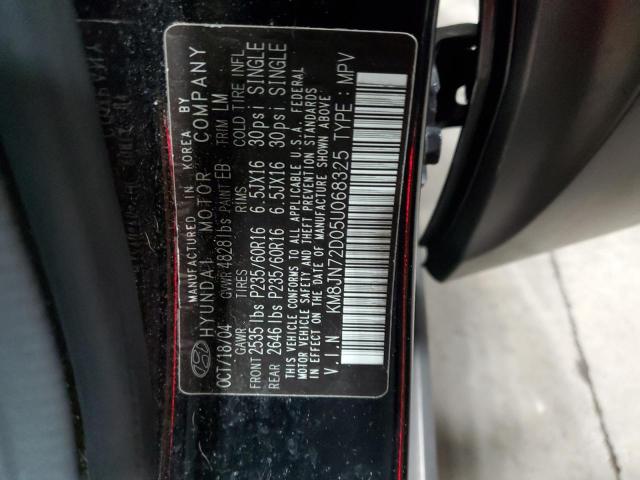 MANUFACTURED IN KOREA BY
HYUNDAI MOTOR COMPANY
OCT/18/04 GVWR 4828lbs PAINT EB TRIM LM
GAWR TIRES RIMS COLD TIRE INFL
FRONT 2535 lbs P235/60R16 6.5JX16 30psi SINGLE
REAR 2646 lbs P235/60R16 6.5JX16 30psi SINGLE
THIS VEHICLE CONFORMS TO ALL APPLICABLE U.S.A. FEDERAL
MOTOR VEHICLE SAFETY AND BUMPER AND THEFT PREVENTION STANDARDS
IN EFFECT ON THE DATE OF MANUFACTURE SHOWN ABOVE
V.I.N KM8JN72D05U068325 TYPE : MPV